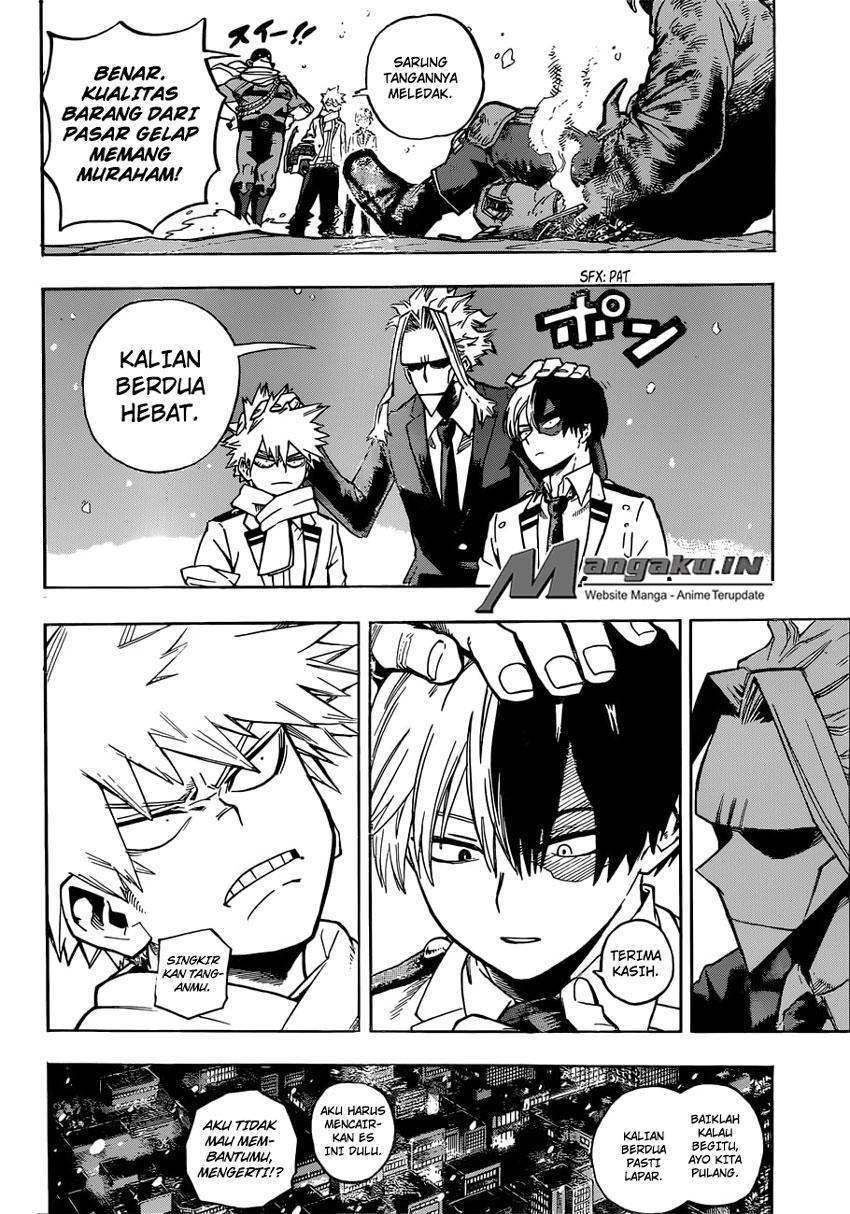 スイー!!
SARUNG
TANGANNYA
MELEDAK.
BENAR.
KUALITAS
BARANG DARI
PASAR GELAP
MEMANG
MURAHAM!
SFX: PAT
ポン
KALIAN
BERDUA
HEBAT.
Mangaku.iN
Website Manga - Anime Terupdate
TERIMA
KASIH.
SINGKIR
KAN TANG-
ANMU.
BAIKLAH
KALAU
BEGITU,
AYO KITA
PULANG.
KALIAN
BERDUA
PASTI
LAPAR.
AKU HARUS
MENCAIR-
KAN ES
INI DULU.
AKU TIDAK
MAU MEM-
BANTUMU,
MENGERTI!?